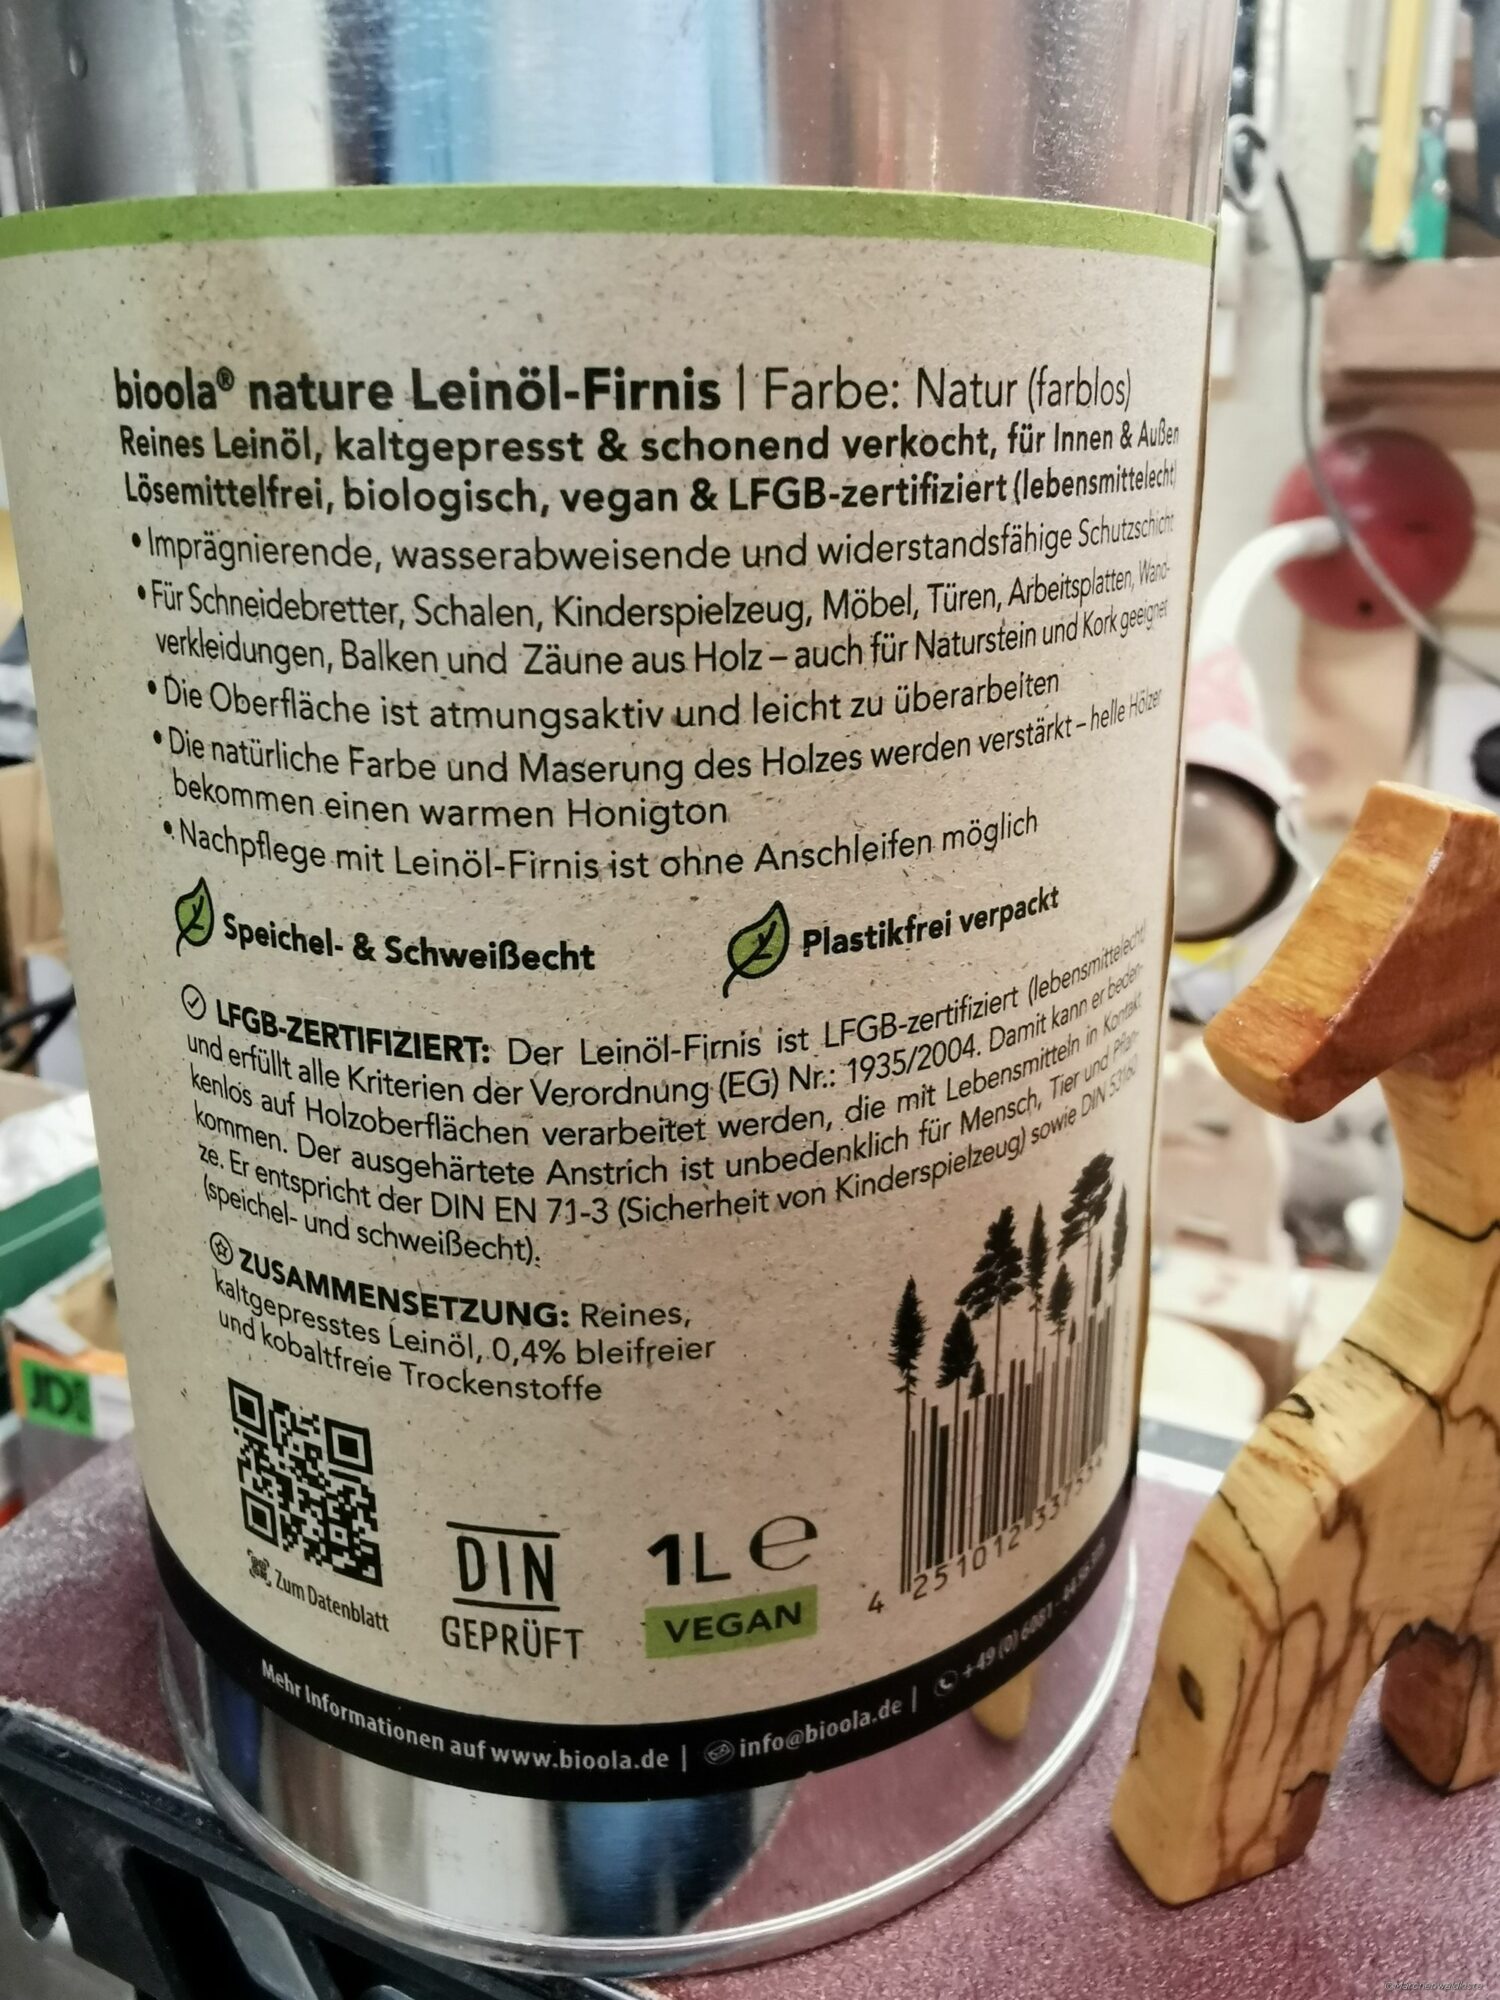 bioola® nature Leinöl-Firnis | Farbe: Natur (farblos)
Reines Leinöl, kaltgepresst & schonend verkocht, für Innen & Außen
Lösemittelfrei, biologisch, vegan & LFGB-zertifiziert (lebensmittelecht)
• Imprägnierende, wasserabweisende und widerstandsfähige Schutzschicht
• Für Schneidebretter, Schalen, Kinderspielzeug, Möbel, Türen, Arbeitsplatten, Wand-
verkleidungen, Balken und Zäune aus Holz – auch für Naturstein und Kork geeignet
• Die Oberfläche ist atmungsaktiv und leicht zu überarbeiten
• Die natürliche Farbe und Maserung des Holzes werden verstärkt – helle Hölzer
bekommen einen warmen Honigton
• Nachpflege mit Leinöl-Firnis ist ohne Anschleifen möglich
Speichel- & Schweißecht
Plastikfrei verpackt
LFGB-ZERTIFIZIERT: Der Leinöl-Firnis ist LFGB-zertifiziert (lebensmittelecht)
und erfüllt alle Kriterien der Verordnung (EG) Nr.: 1935/2004. Damit kann er beden-
kenlos auf Holzoberflächen verarbeitet werden, die mit Lebensmitteln in Kontakt
kommen. Der ausgehärtete Anstrich ist unbedenklich für Mensch, Tier und Pflan-
ze. Er entspricht der DIN EN 71-3 (Sicherheit von Kinderspielzeug) sowie DIN 53160
(speichel- und schweißecht).
ZUSAMMENSETZUNG: Reines,
kaltgepresstes Leinöl, 0,4% bleifreier
und kobaltfreie Trockenstoffe
Zum Datenblatt
DIN
GEPRÜFT
1L e
VEGAN
4 251012 337
Mehr Informationen auf www.bioola.de | info@bioola.de | +49 (0) 6081
JD